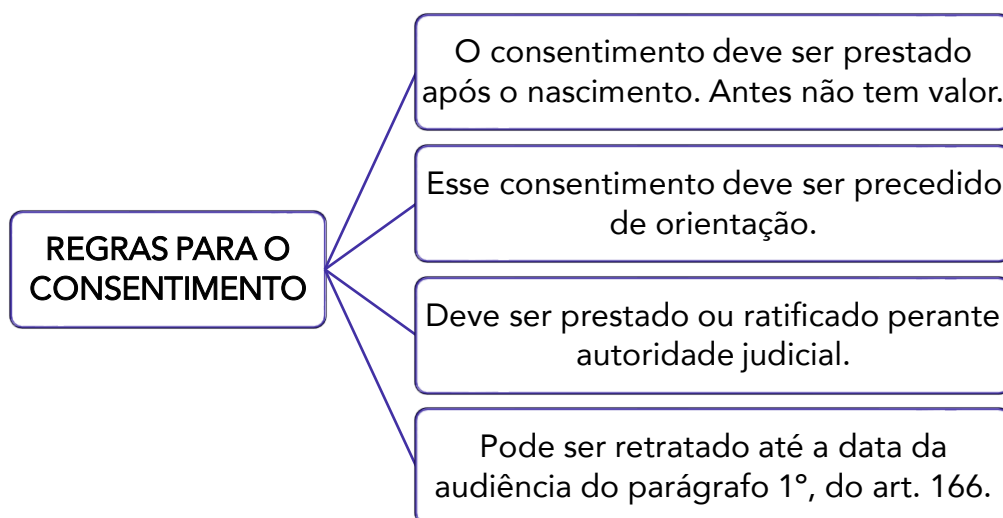 REGRAS PARA O
CONSENTIMENTO
O consentimento deve ser prestado
após o nascimento. Antes não tem valor.
Esse consentimento deve ser precedido
de orientação.
Deve ser prestado ou ratificado perante
autoridade judicial.
Pode ser retratado até a data da
audiência do parágrafo 1º, do art. 166.